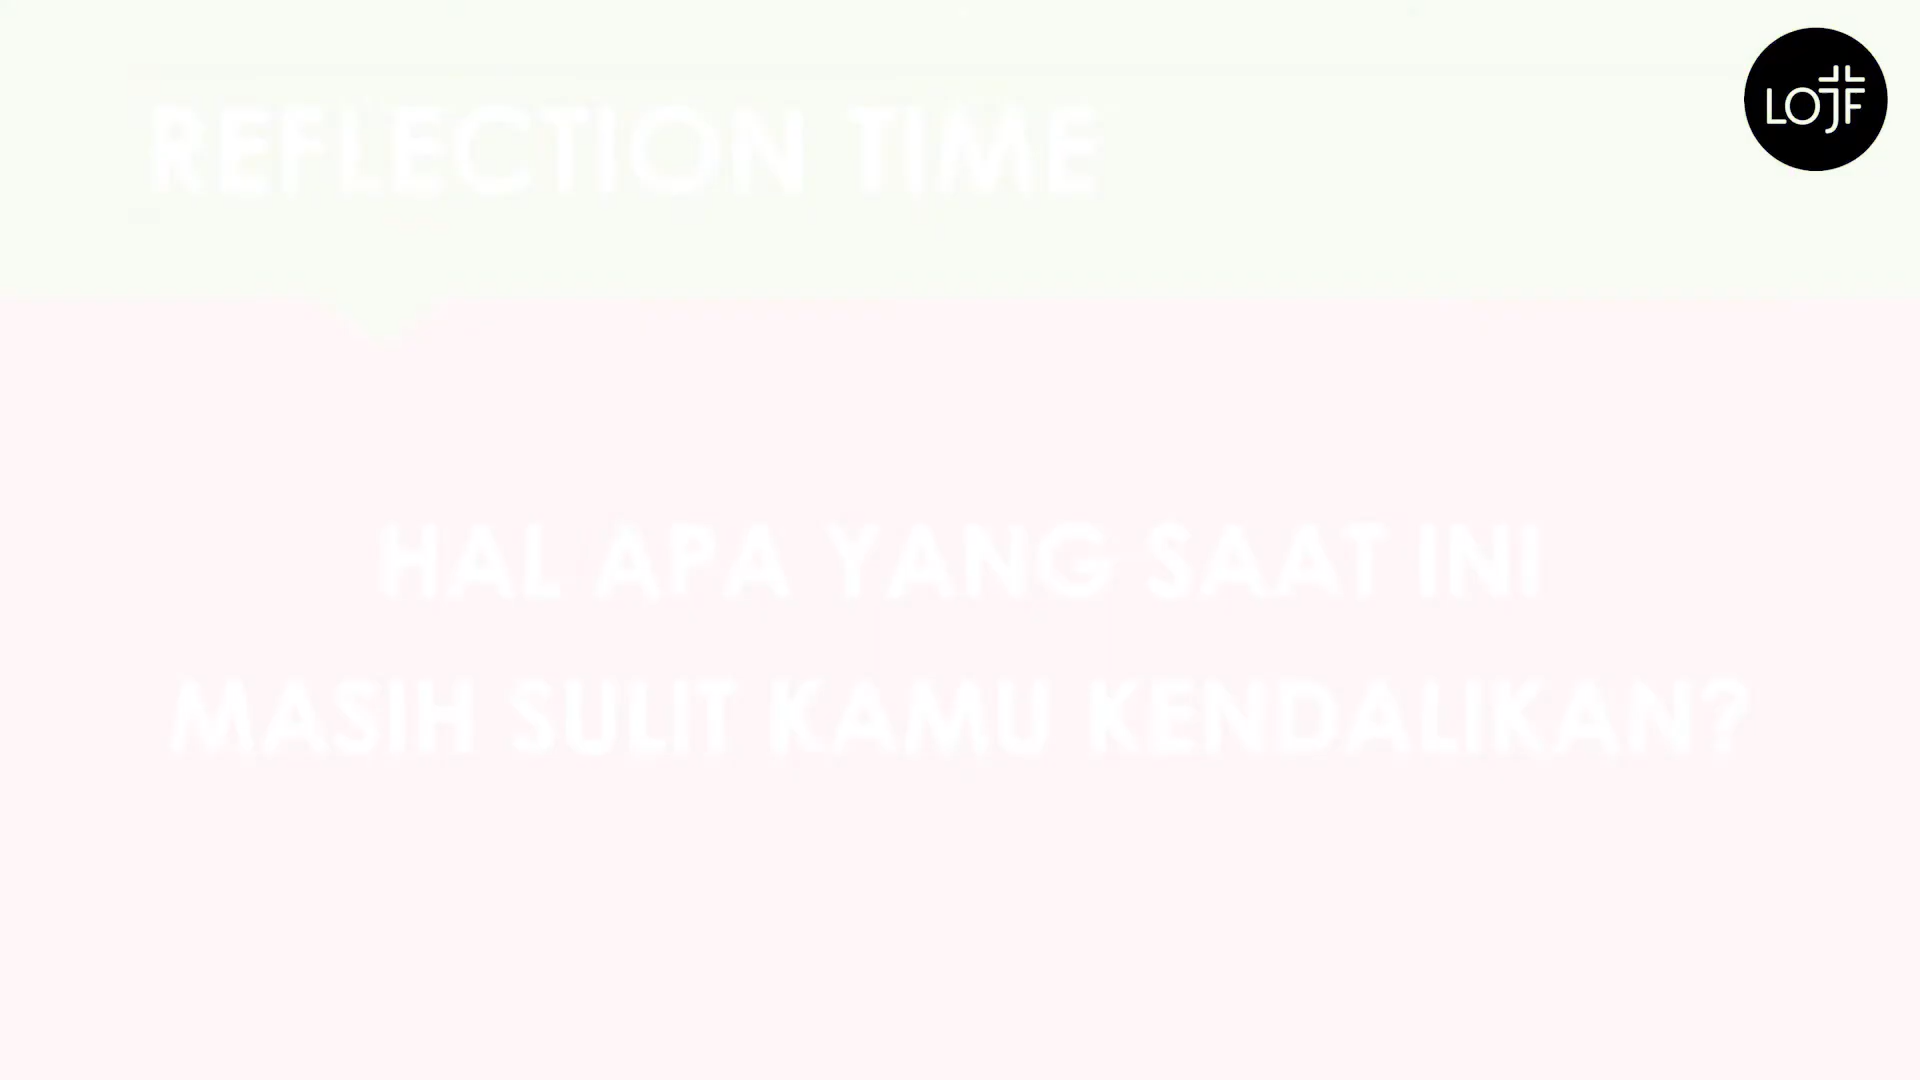 LOJF
REFLECTION TIME
HAL APA YANG SAAT INI
MASIH SULIT KAMU KENDALIKAN?